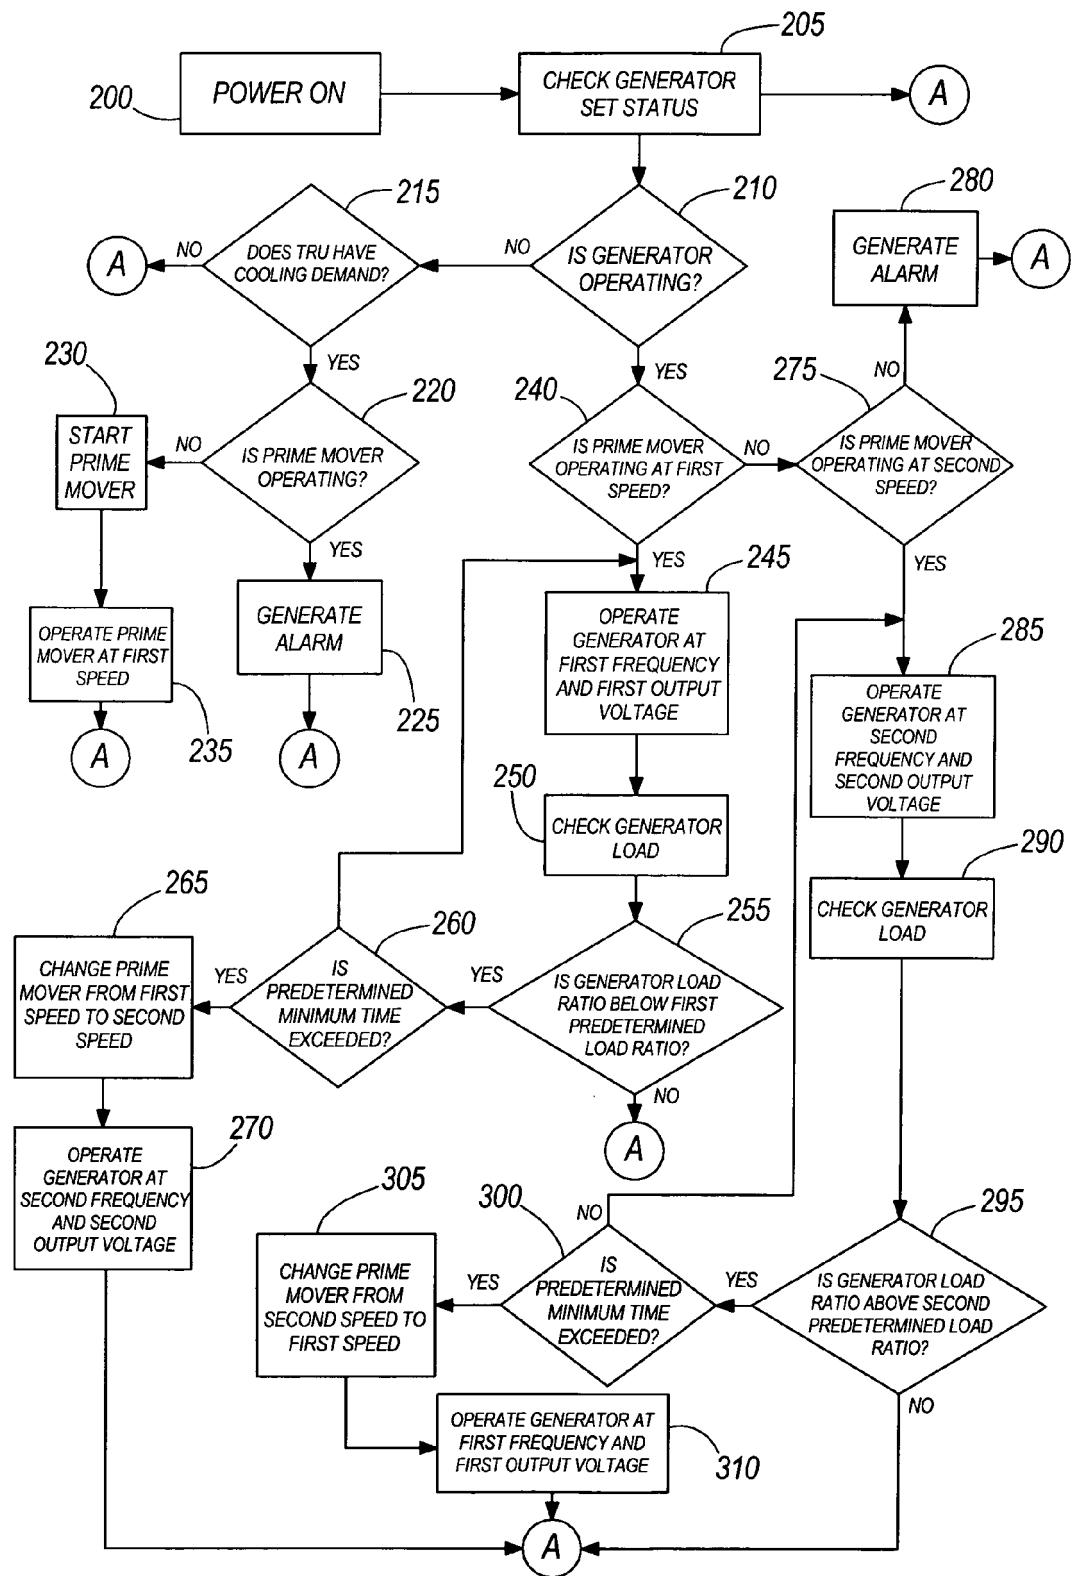 205
200
POWER ON
CHECK GENERATOR
SET STATUS
A
215
210
280
A
NO
DOES TRU HAVE
COOLING DEMAND?
NO
IS GENERATOR
OPERATING?
GENERATE
ALARM
A
230
YES
220
240
YES
275
NO
START
PRIME
MOVER
NO
IS PRIME MOVER
OPERATING?
IS PRIME MOVER
OPERATING AT FIRST
SPEED?
NO
IS PRIME MOVER
OPERATING AT SECOND
SPEED?
YES
YES
245
YES
OPERATE PRIME
MOVER AT FIRST
SPEED
GENERATE
ALARM
OPERATE
GENERATOR AT
FIRST FREQUENCY
AND FIRST OUTPUT
VOLTAGE
285
235
225
A
A
OPERATE
GENERATOR AT
SECOND
FREQUENCY AND
SECOND OUTPUT
VOLTAGE
250
CHECK GENERATOR
LOAD
290
CHECK GENERATOR
LOAD
265
260
255
CHANGE PRIME
MOVER FROM FIRST
SPEED TO SECOND
SPEED
YES
IS
PREDETERMINED
MINIMUM TIME
EXCEEDED?
YES
IS GENERATOR LOAD
RATIO BELOW FIRST
PREDETERMINED
LOAD RATIO?
NO
A
270
OPERATE
GENERATOR AT
SECOND FREQUENCY
AND SECOND
OUTPUT VOLTAGE
305
300
NO
295
CHANGE PRIME
MOVER FROM
SECOND SPEED TO
FIRST SPEED
YES
IS
PREDETERMINED
MINIMUM TIME
EXCEEDED?
YES
IS GENERATOR LOAD
RATIO ABOVE SECOND
PREDETERMINED LOAD
RATIO?
NO
OPERATE GENERATOR AT
FIRST FREQUENCY AND
FIRST OUTPUT VOLTAGE
310
A